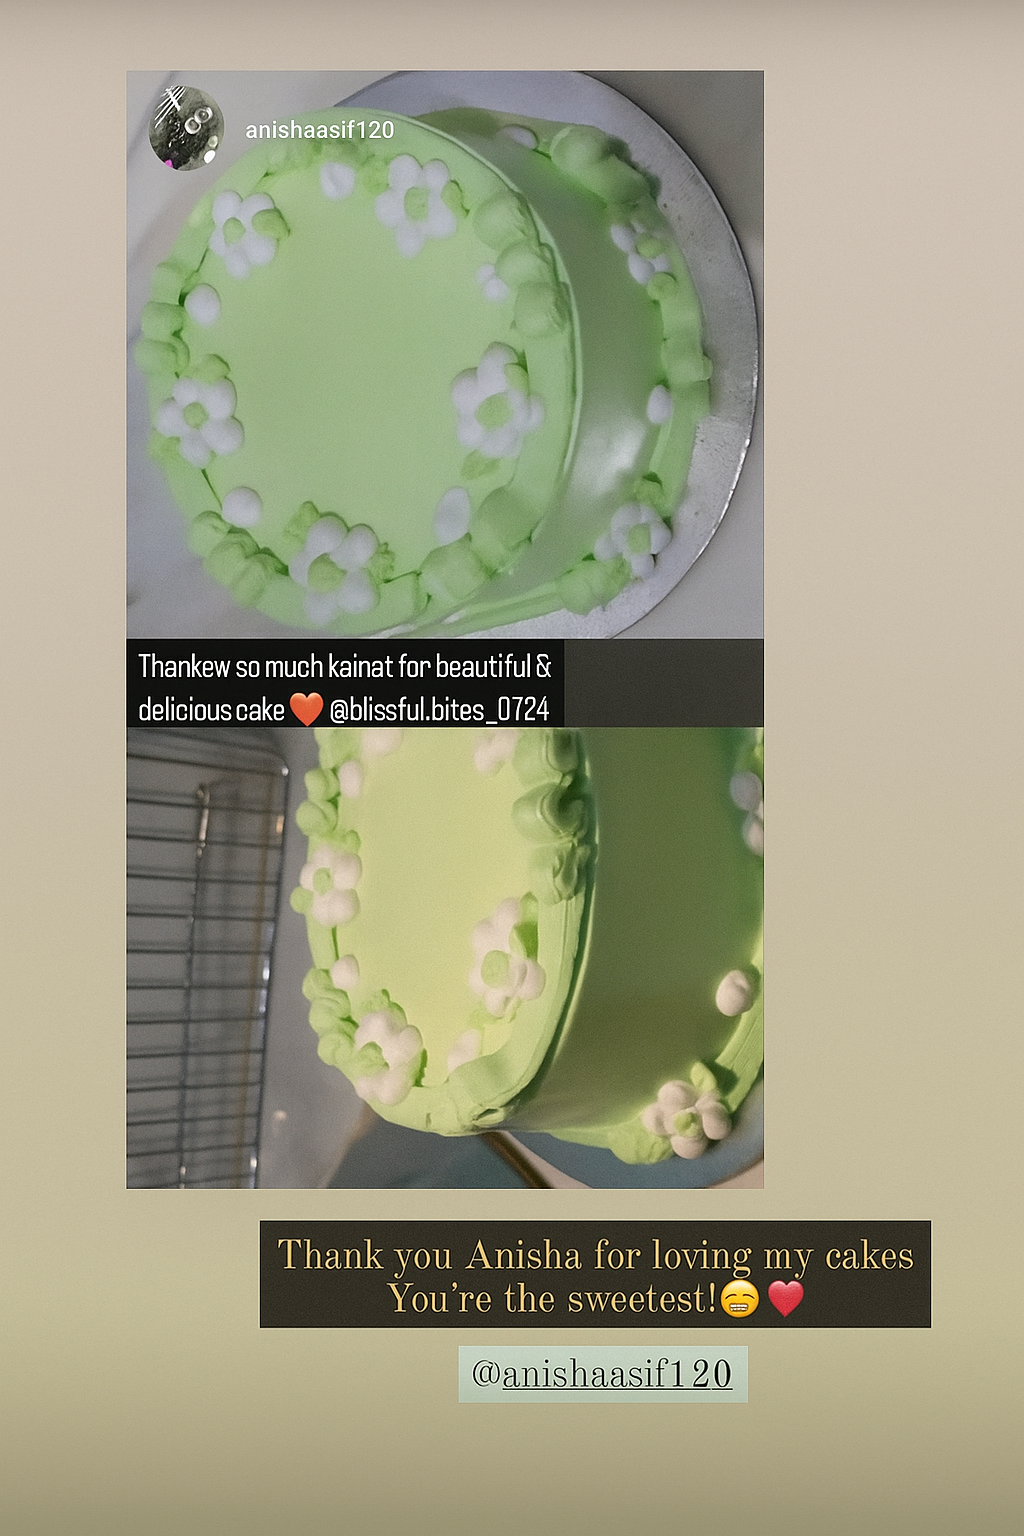 anishaasif120
Thankew so much kainat for beautiful &
delicious cake ❤️ @blissful.bites_0724
Thank you Anisha for loving my cakes
You're the sweetest!😁❤️
@anishaasif120